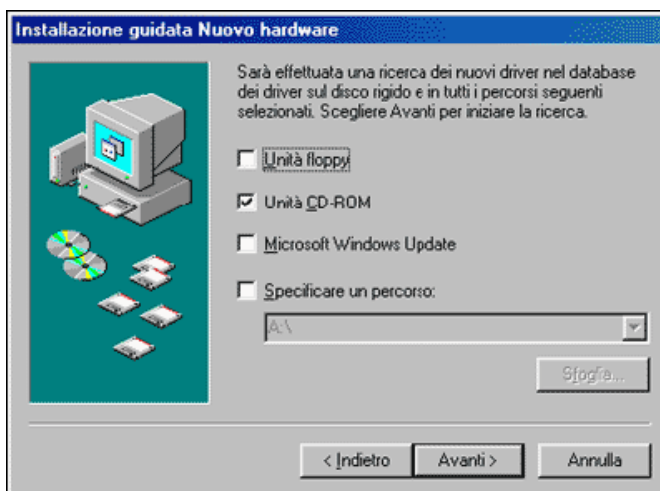 Installazione guidata Nuovo hardware
Sarà effettuata una ricerca dei nuovi driver nel database
dei driver sul disco rigido e in tutti i percorsi seguenti
selezionati. Scegliere Avanti per iniziare la ricerca.
Unità floppy
Unità CD-ROM
Microsoft Windows Update
Specificare un percorso:
A:\
Sfoglia...
< Indietro
Avanti >
Annulla